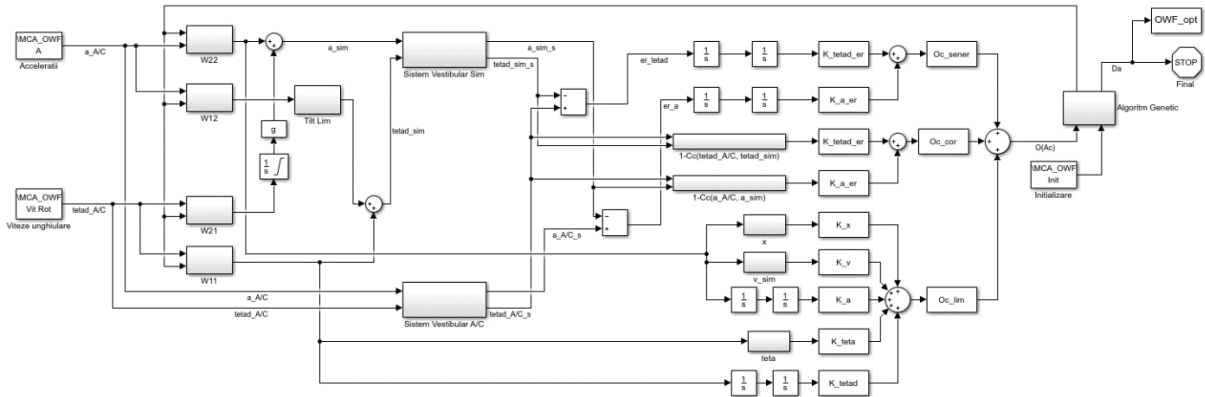 \MCA_OWF
A
Acceleratii
a_A/C
W22
W12
Tilt Lim
g
1
s
\MCA_OWF
Vit Rot
Viteze unghiulare
tetad_A/C
W21
W11
a_A/C
tetad_A/C
a_sim
tetad_sim
Sistem Vestibular Sim
Sistem Vestibular A/C
a_sim_s
tetad_sim_s
a_A/C_s
tetad_A/C_s
er_tetad
er_a
1
s
1
s
K_tetad_er
1
s
1
s
K_a_er
Oc_sener
1-Cc(tetad_A/C, tetad_sim)
K_tetad_er
1-Cc(a_A/C, a_sim)
K_a_er
Oc_cor
x
K_x
v_sim
K_v
1
s
1
s
K_a
teta
K_teta
1
s
1
s
K_tetad
Oc_lim
O(Ac)
\MCA_OWF
Init
Initializare
Algoritm Genetic
Da
OWF_opt
STOP
Final